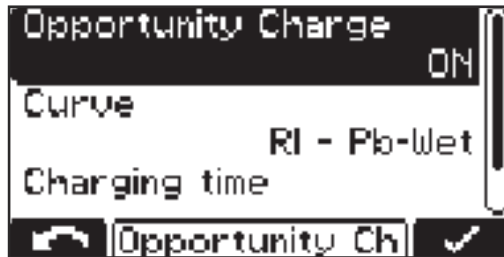 Opportunity Charge
ON
Curve
RI - Pb-Wet
Charging time
Opportunity Ch